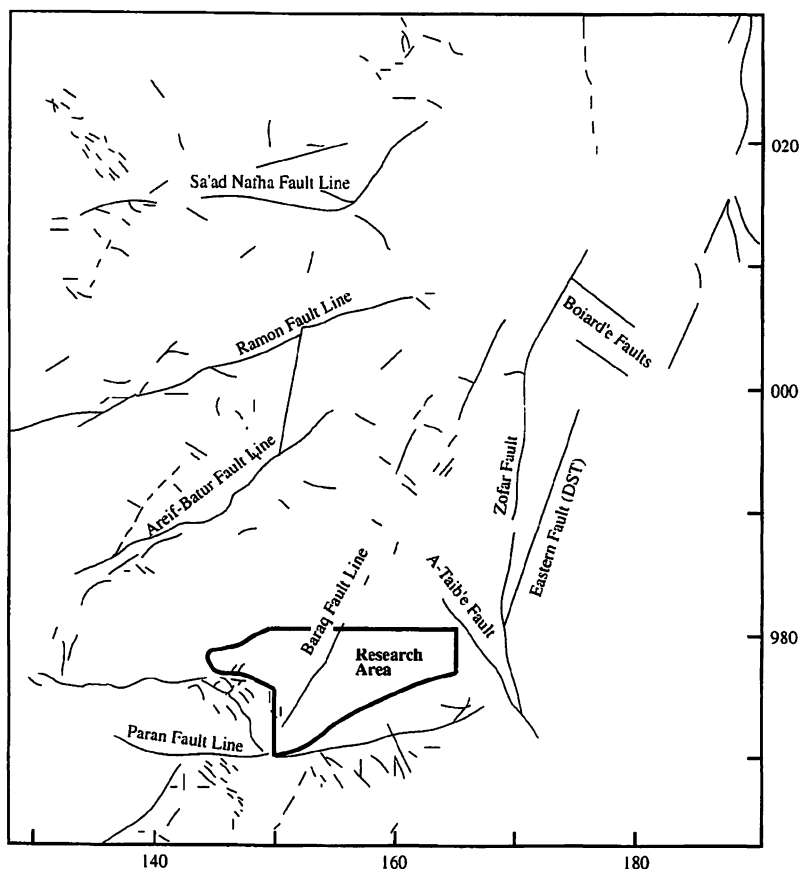 020
Sa'ad Nafha Fault Line
Ramon Fault Line
Boiard'e Faults
000
Areif-Batur Fault Line
Zofar Fault
Eastern Fault (DST)
Baraq Fault Line
A-Taib'e Fault
980
Research
Area
Paran Fault Line
140
160
180